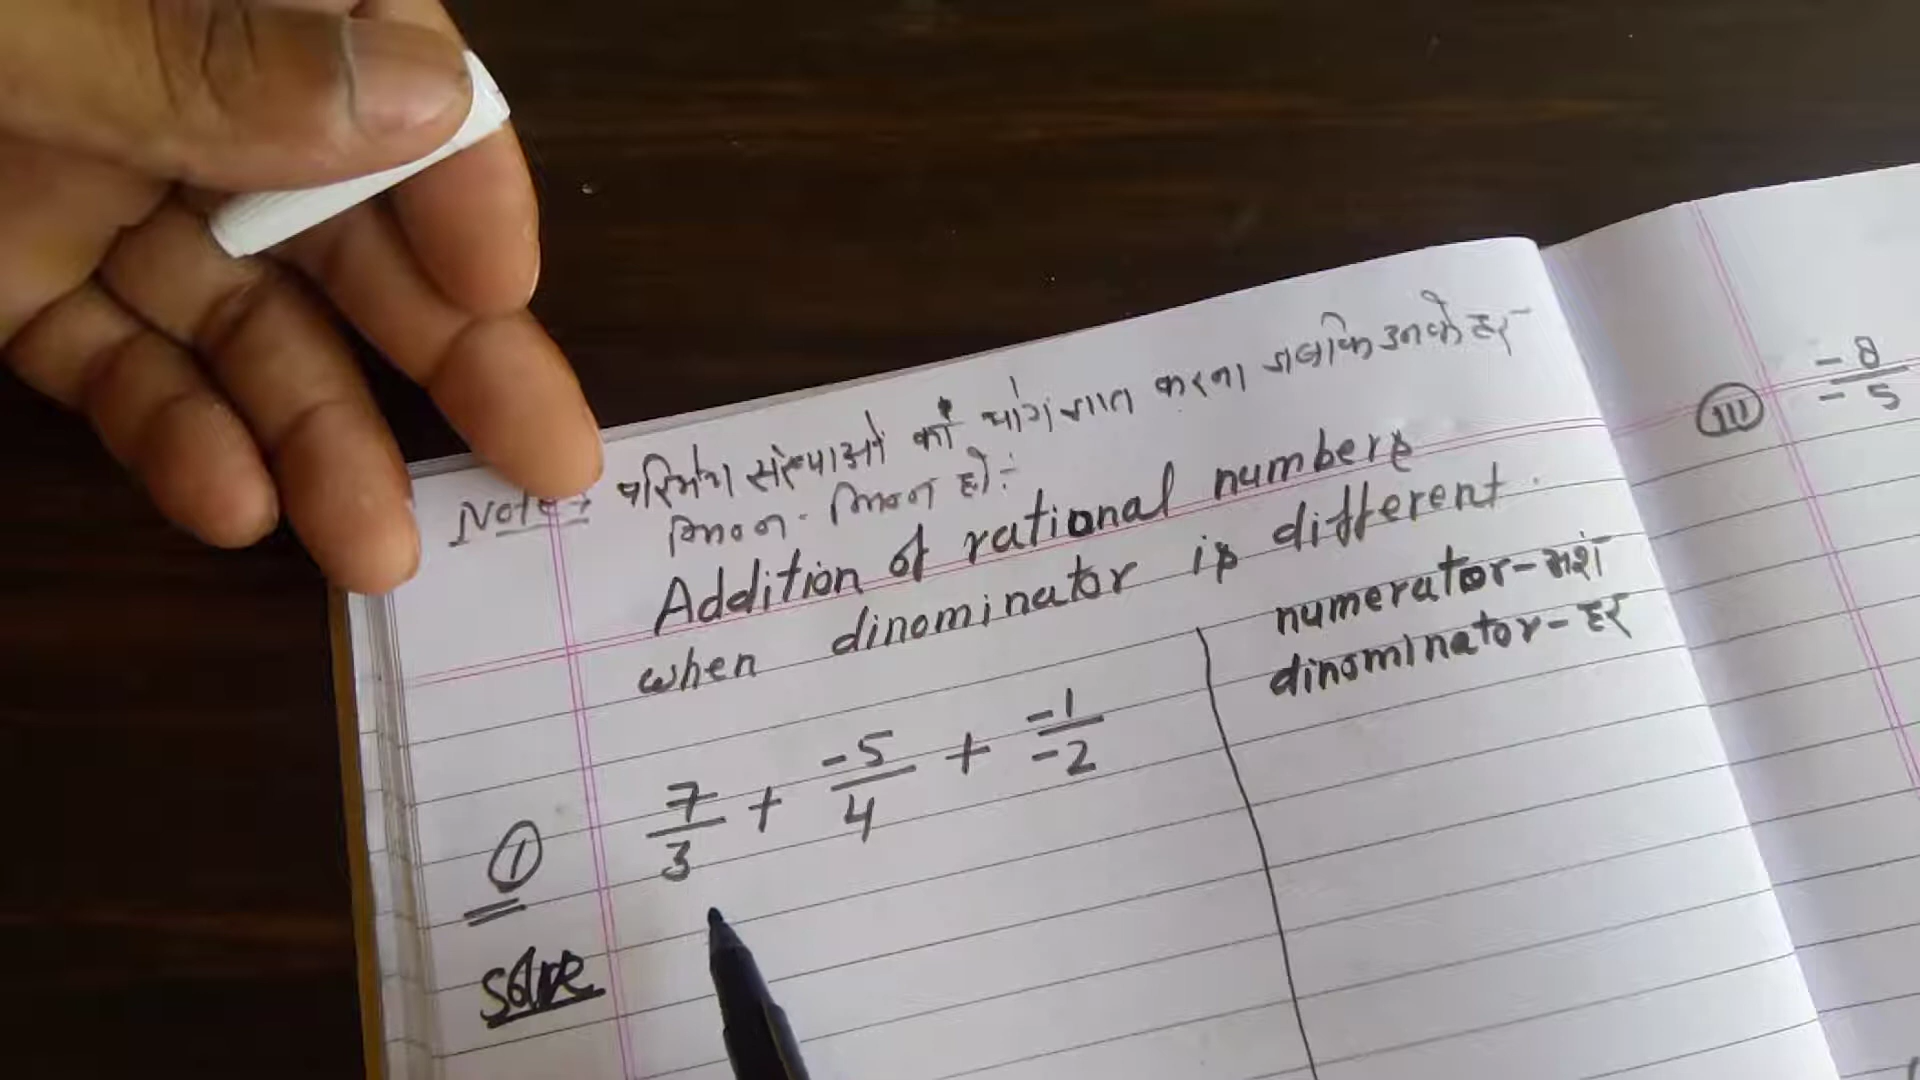 Note:- परिमेय संख्याओं का योग ज्ञात करना जबकि उनके हर
भिन्न-भिन्न हो:-
Addition of rational numbers
when dinominator is different.
numerator-अशं
dinominator-हर
① 7/3 + -5/4 + -1/-2
Solve
(III) -8/-5